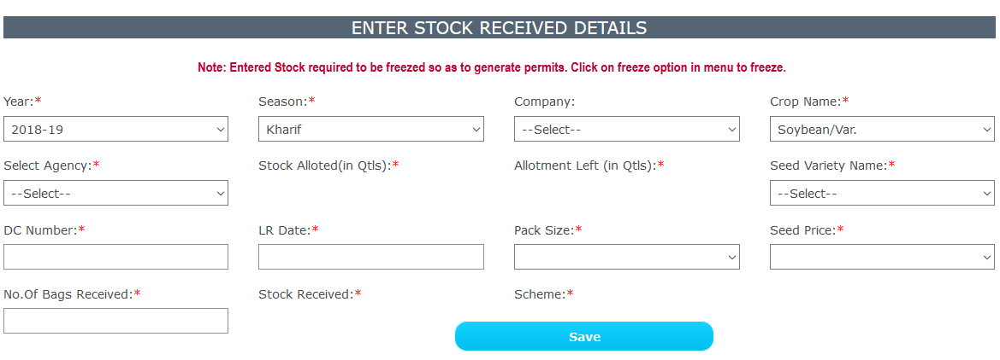 ENTER STOCK RECEIVED DETAILS
Note: Entered Stock required to be freezed so as to generate permits. Click on freeze option in menu to freeze.
Year:* Season:* Company: Crop Name:*
2018-19 Kharif --Select-- Soybean/Var.
Select Agency:* Stock Alloted(in Qtls):* Allotment Left (in Qtls):* Seed Variety Name:*
--Select-- --Select--
DC Number:* LR Date:* Pack Size:* Seed Price:*
No.Of Bags Received:* Stock Received:* Scheme:*
Save